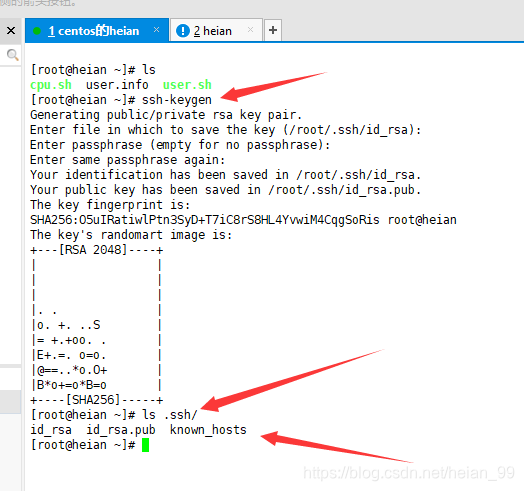 1 centos的heian
2 heian
[root@heian ~]# ls
cpu.sh user.info user.sh
[root@heian ~]# ssh-keygen
Generating public/private rsa key pair.
Enter file in which to save the key (/root/.ssh/id_rsa):
Enter passphrase (empty for no passphrase):
Enter same passphrase again:
Your identification has been saved in /root/.ssh/id_rsa.
Your public key has been saved in /root/.ssh/id_rsa.pub.
The key fingerprint is:
SHA256:O5uIRatiwlPtn3SyD+T7iC8rS8HL4YvwiM4CqgSoRis root@heian
The key's randomart image is:
+---[RSA 2048]----+
|                 |
|                 |
|                 |
|. .              |
|o. +. ..S        |
|= +.+oo. .       |
|E+.=. o=o.       |
|@==..*o.O+       |
|B*o+=o*B=o       |
+----[SHA256]-----+
[root@heian ~]# ls .ssh/
id_rsa id_rsa.pub known_hosts
[root@heian ~]#
https://blog.csdn.net/heian_99